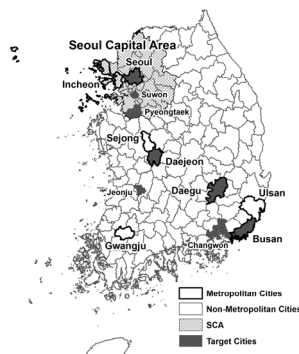 Seoul Capital Area
Seoul
Incheon
Suwon
Pyeongtaek
Sejong
Daejeon
Jeonju
Daegu
Ulsan
Gwangju
Changwon
Busan
Metropolitan Cities
Non-Metropolitan Cities
SCA
Target Cities